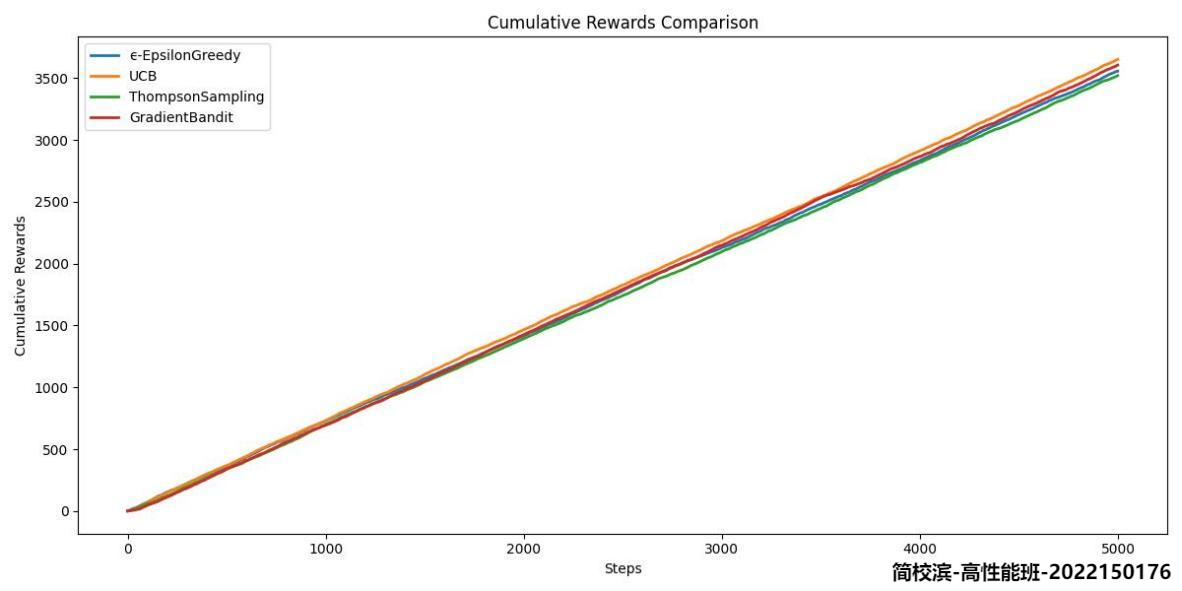 Cumulative Rewards Comparison
ϵ-EpsilonGreedy
UCB
ThompsonSampling
GradientBandit
Cumulative Rewards
3500
3000
2500
2000
1500
1000
500
0
0 1000 2000 3000 4000 5000
Steps
简校滨-高性能班-2022150176